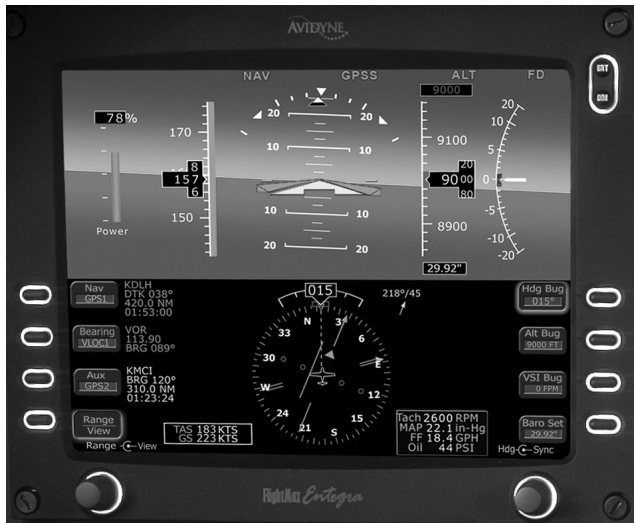 AVIDYNE
BRT
DIM
NAV GPSS ALT FD
9000
78%
Power
170
8
157
6
150
20 20
10 10
10 10
20 20
9100
20
9000
80
8900
29.92"
20
10
5
0
-5
-10
-20
Nav
GPS1
KDLH
DTK 038°
420.0 NM
01:53:00
Bearing
VLOC1
VOR
113.90
BRG 089°
Aux
GPS2
KMCI
BRG 120°
310.0 NM
01:23:24
Range
View
Range View
TAS 183 KTS
GS 223 KTS
015
218°/45
N 3 6 E 12 15 S 21 24 W 30 33
Tach 2600 RPM
MAP 22.1 in-Hg
FF 18.4 GPH
Oil 44 PSI
Hdg Bug
015°
Alt Bug
9000 FT
VSI Bug
0 FPM
Baro Set
29.92"
Hdg Sync
FlightMax Entegra